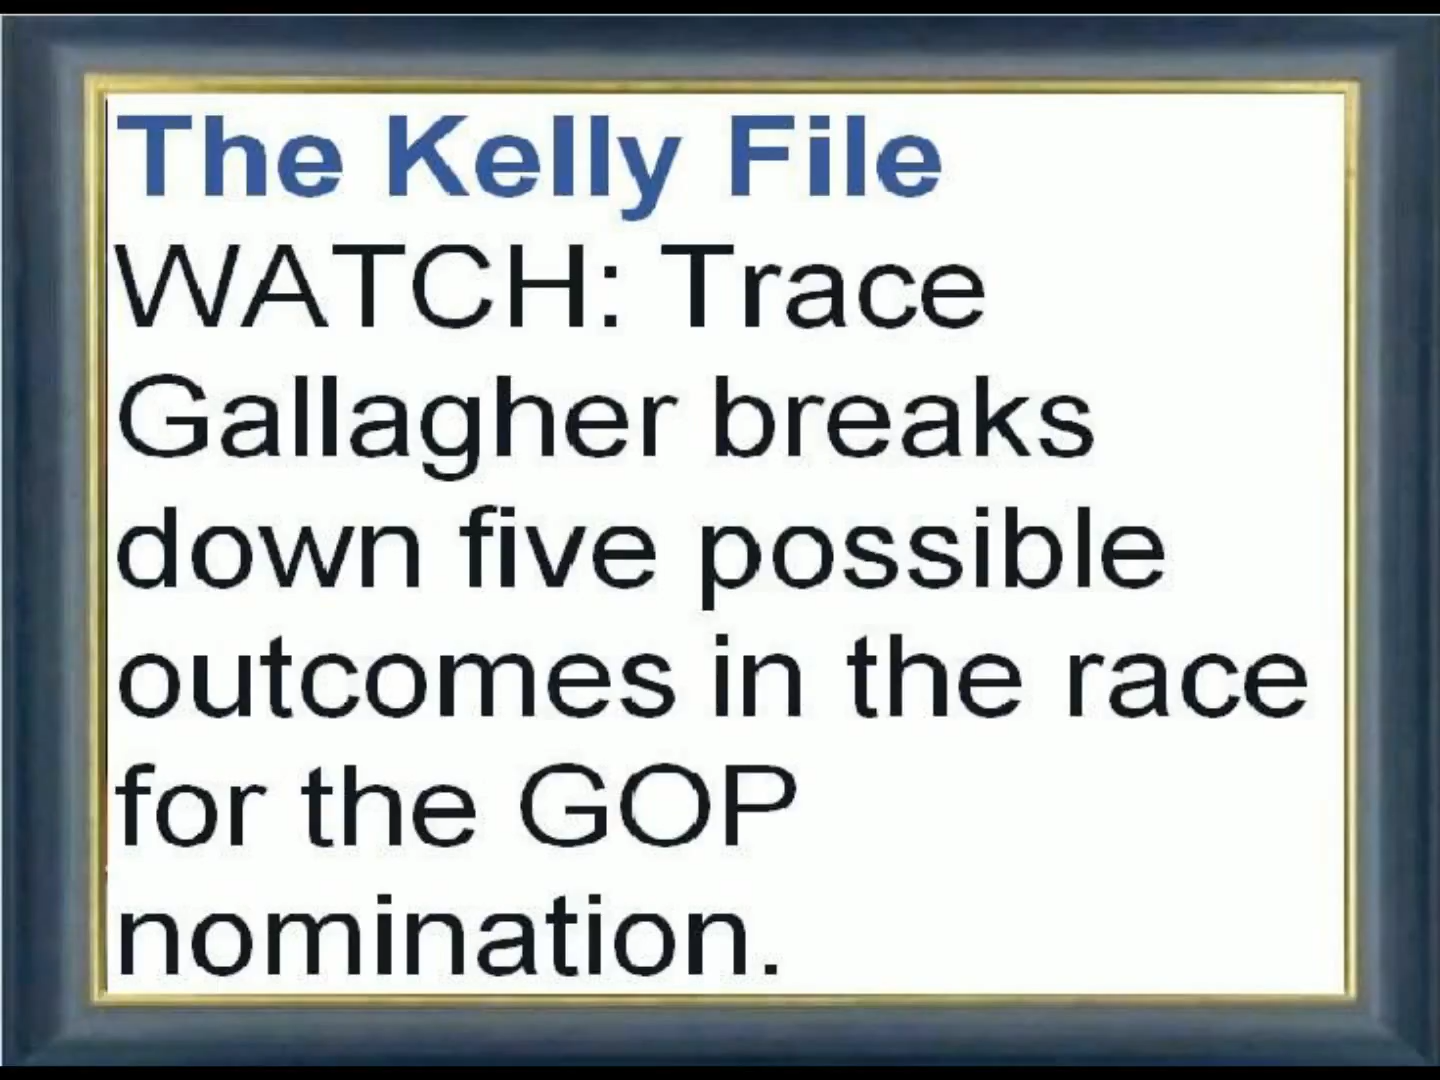 The Kelly File
WATCH: Trace
Gallagher breaks
down five possible
outcomes in the race
for the GOP
nomination.